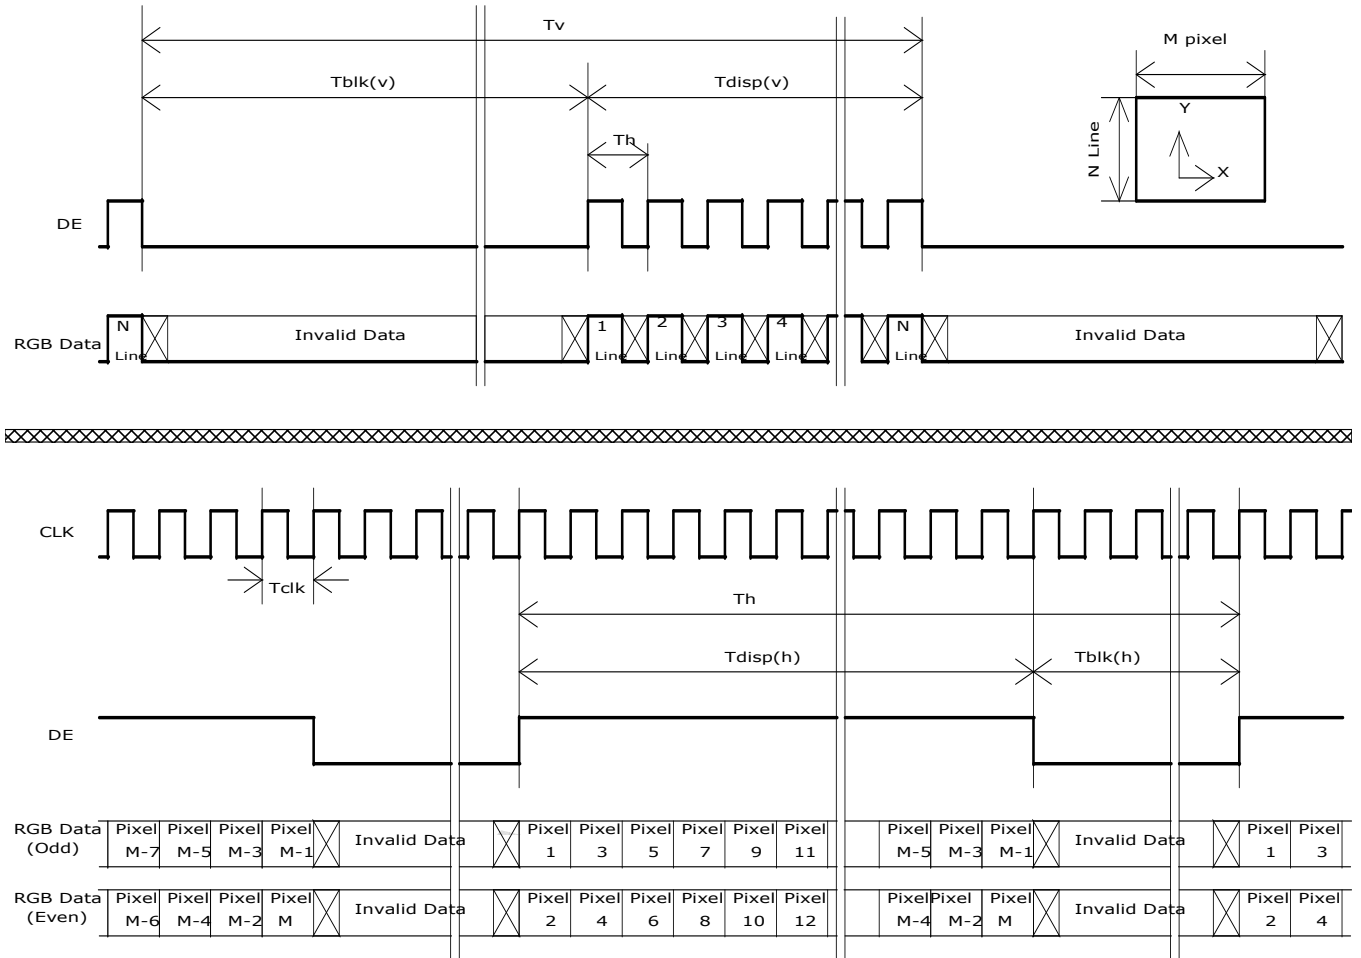 Tv
M pixel
Tblk(v)
Tdisp(v)
Y
N Line
Th
X
DE
N
1
2
3
4
N
RGB Data
Invalid Data
Invalid Data
Line
Line
Line
Line
Line
Line
CLK
Tclk
Th
Tdisp(h)
Tblk(h)
DE
RGB Data
(Odd)
Pixel Pixel Pixel Pixel
M-7 M-5 M-3 M-1
Invalid Data
Pixel Pixel Pixel Pixel Pixel Pixel
1 3 5 7 9 11
Pixel Pixel Pixel
M-5 M-3 M-1
Invalid Data
Pixel Pixel
1 3
RGB Data
(Even)
Pixel Pixel Pixel Pixel
M-6 M-4 M-2 M
Invalid Data
Pixel Pixel Pixel Pixel Pixel Pixel
2 4 6 8 10 12
Pixel Pixel Pixel
M-4 M-2 M
Invalid Data
Pixel Pixel
2 4